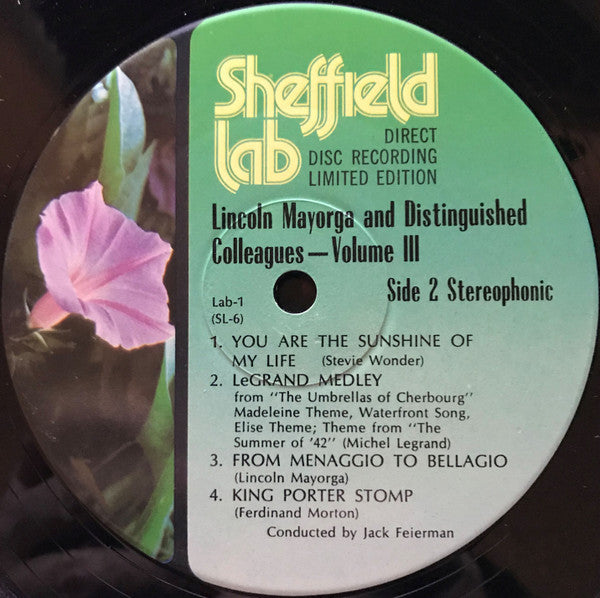 Sheffield
Lab
DIRECT
DISC RECORDING
LIMITED EDITION
Lincoln Mayorga and Distinguished
Colleagues—Volume III
Lab-1
(SL-6)
Side 2 Stereophonic
1. YOU ARE THE SUNSHINE OF
MY LIFE (Stevie Wonder)
2. LeGRAND MEDLEY
from "The Umbrellas of Cherbourg"
Madeleine Theme, Waterfront Song,
Elise Theme; Theme from "The
Summer of '42" (Michel Legrand)
3. FROM MENAGGIO TO BELLAGIO
(Lincoln Mayorga)
4. KING PORTER STOMP
(Ferdinand Morton)
Conducted by Jack Feierman